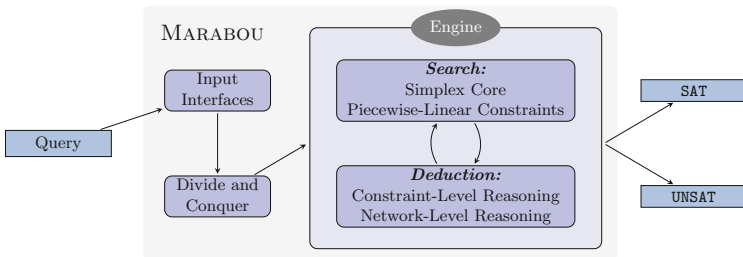 MARABOU
Engine
Query
Input
Interfaces
Divide and
Conquer
Search:
Simplex Core
Piecewise-Linear Constraints
Deduction:
Constraint-Level Reasoning
Network-Level Reasoning
SAT
UNSAT